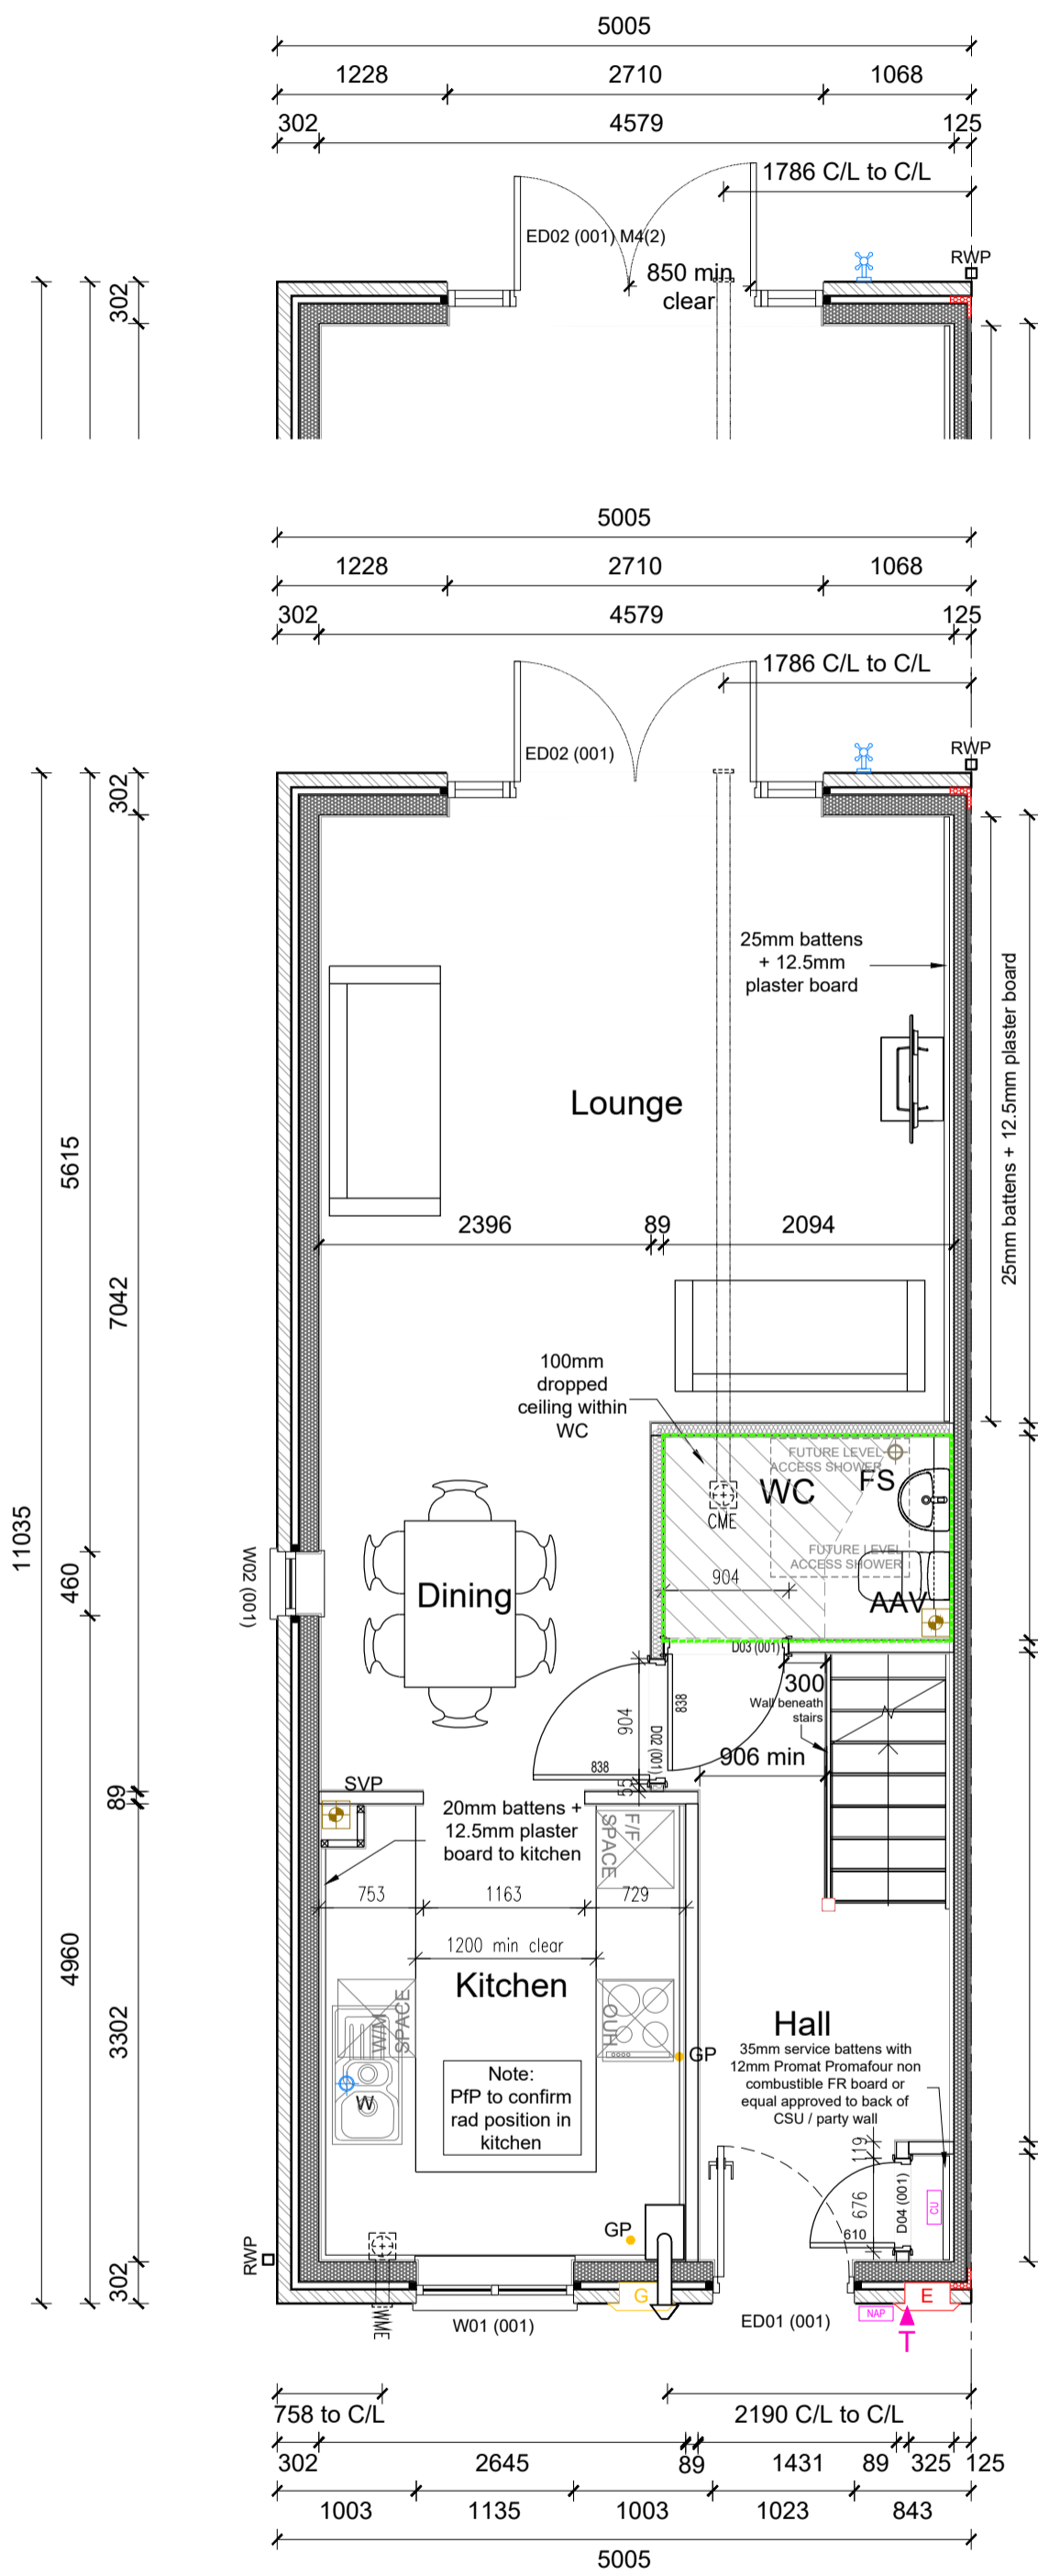 5005
1228
2710
1068
302
4579
125
1786 C/L to C/L
ED02 (001) M4(2)
850 min
clear
RWP
302
5005
1228
2710
1068
302
4579
125
1786 C/L to C/L
ED02 (001)
RWP
302
25mm battens
+ 12.5mm
plaster board
25mm battens + 12.5mm plaster board
Lounge
5615
2396
89
2094
7042
100mm
dropped
ceiling within
WC
FUTURE LEVEL
ACCESS SHOWER
WC
FS
CME
11035
460
W02 (001)
FUTURE LEVEL
ACCESS SHOWER
904
Dining
AAV
D03 (001)
300
Wall beneath
stairs
838
904
D02 (001)
906 min
838
55
89
SVP
20mm battens +
12.5mm plaster
board to kitchen
F/F
SPACE
753
1163
729
1200 min clear
4960
Kitchen
W/M
SPACE
OUH
3302
Hall
35mm service battens with
12mm Promat Promafour non
combustible FR board or
equal approved to back of
CSU / party wall
GP
Note:
PfP to confirm
rad position in
kitchen
W
119
676
D04 (001)
CU
610
GP
RWP
302
G
E
NAP
WME
W01 (001)
ED01 (001)
T
758 to C/L
2190 C/L to C/L
302
2645
89
1431
89
325
125
1003
1135
1003
1023
843
5005